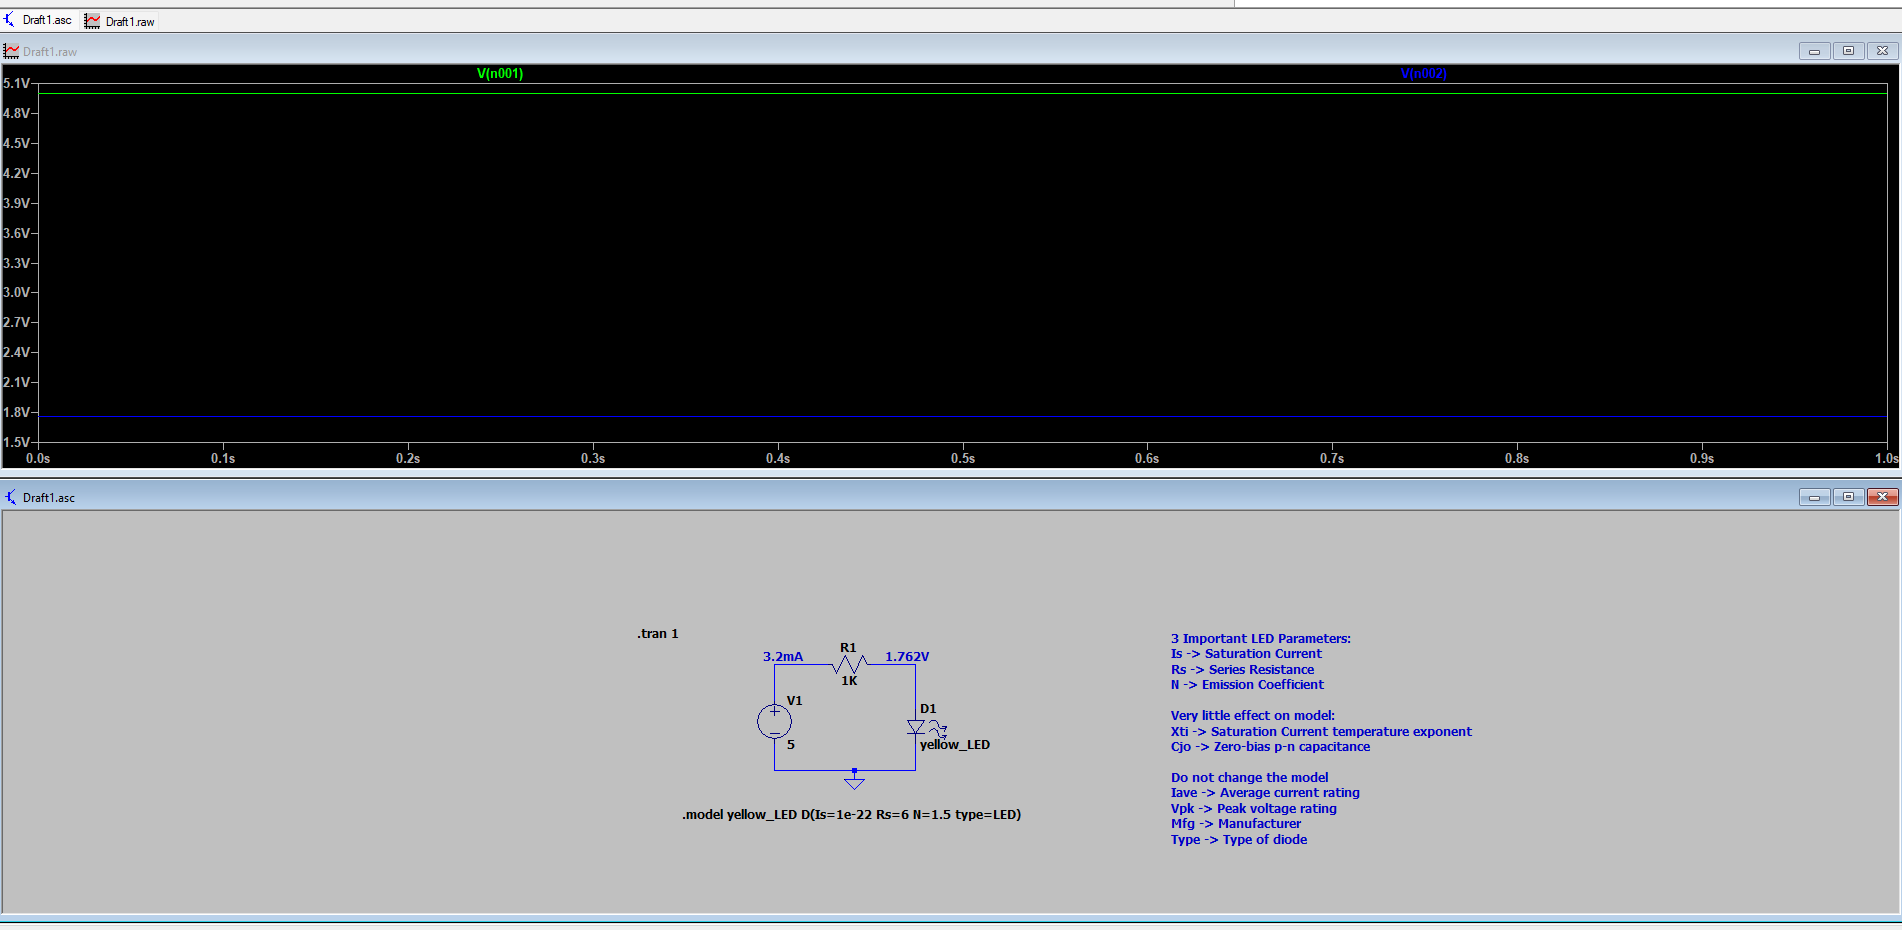 Draft1.asc Draft1.raw
Draft1.raw
V(n001) V(n002)
5.1V
4.8V
4.5V
4.2V
3.9V
3.6V
3.3V
3.0V
2.7V
2.4V
2.1V
1.8V
1.5V
0.0s 0.1s 0.2s 0.3s 0.4s 0.5s 0.6s 0.7s 0.8s 0.9s 1.0s
Draft1.asc
.tran 1
R1
3.2mA 1.762V
1K
V1
5
D1
yellow_LED
.model yellow_LED D(Is=1e-22 Rs=6 N=1.5 type=LED)
3 Important LED Parameters:
Is -> Saturation Current
Rs -> Series Resistance
N -> Emission Coefficient
Very little effect on model:
Xti -> Saturation Current temperature exponent
Cjo -> Zero-bias p-n capacitance
Do not change the model
Iave -> Average current rating
Vpk -> Peak voltage rating
Mfg -> Manufacturer
Type -> Type of diode